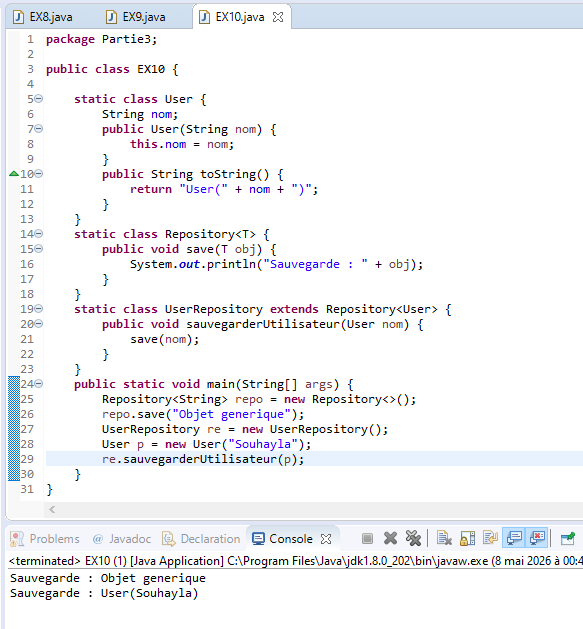 EX8.java EX9.java EX10.java
1 package Partie3;
2
3 public class EX10 {
4
5 static class User {
6 String nom;
7 public User(String nom) {
8 this.nom = nom;
9 }
10 public String toString() {
11 return "User(" + nom + ")";
12 }
13 }
14 static class Repository<T> {
15 public void save(T obj) {
16 System.out.println("Sauvegarde : " + obj);
17 }
18 }
19 static class UserRepository extends Repository<User> {
20 public void sauvegarderUtilisateur(User nom) {
21 save(nom);
22 }
23 }
24 public static void main(String[] args) {
25 Repository<String> repo = new Repository<>();
26 repo.save("Objet generique");
27 UserRepository re = new UserRepository();
28 User p = new User("Souhayla");
29 re.sauvegarderUtilisateur(p);
30 }
31 }
Problems @ Javadoc Declaration Console
<terminated> EX10 (1) [Java Application] C:\Program Files\Java\jdk1.8.0_202\bin\javaw.exe (8 mai 2026 à 00:4
Sauvegarde : Objet generique
Sauvegarde : User(Souhayla)